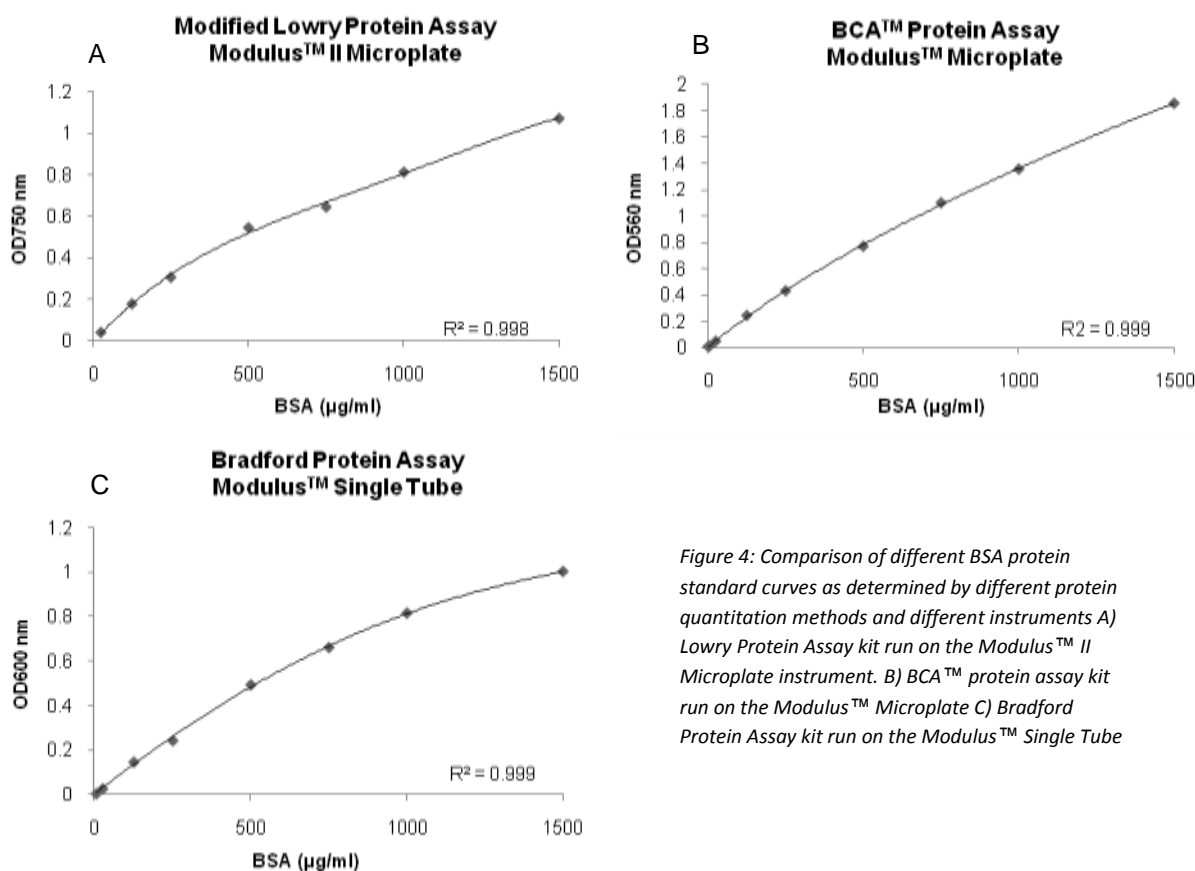 A
Modified Lowry Protein Assay
Modulus™ II Microplate
1.2
1
0.8
0.6
0.4
0.2
0
OD750 nm
R² = 0.998
0
500
1000
1500
BSA (µg/ml)
B
BCA™ Protein Assay
Modulus™ Microplate
2
1.8
1.6
1.4
1.2
1
0.8
0.6
0.4
0.2
0
OD560 nm
R2 = 0.999
0
500
1000
1500
BSA (µg/ml)
C
Bradford Protein Assay
Modulus™ Single Tube
1.2
1
0.8
0.6
0.4
0.2
0
OD600 nm
R² = 0.999
0
500
1000
1500
BSA (µg/ml)
Figure 4: Comparison of different BSA protein
standard curves as determined by different protein
quantitation methods and different instruments A)
Lowry Protein Assay kit run on the Modulus™ II
Microplate instrument. B) BCA™ protein assay kit
run on the Modulus™ Microplate C) Bradford
Protein Assay kit run on the Modulus™ Single Tube